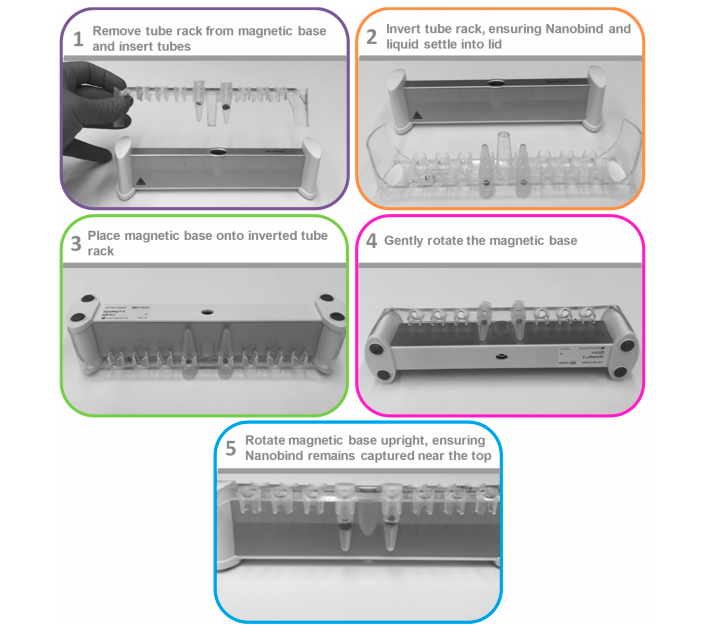 1 Remove tube rack from magnetic base
and insert tubes
2 Invert tube rack, ensuring Nanobind and
liquid settle into lid
3 Place magnetic base onto inverted tube
rack
4 Gently rotate the magnetic base
5 Rotate magnetic base upright, ensuring
Nanobind remains captured near the top